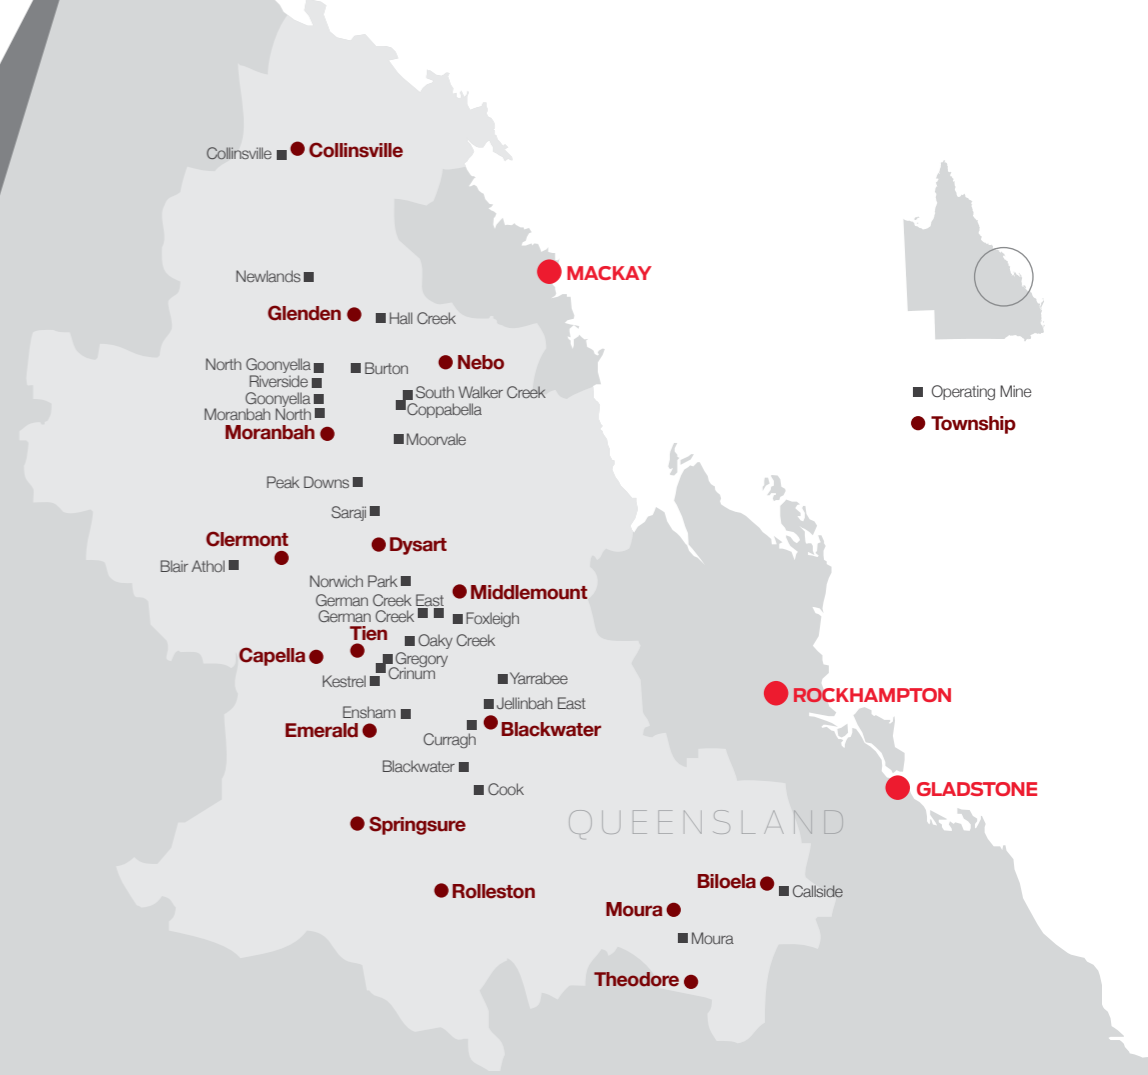 Collinsville
Collinsville
MACKAY
Newlands
Glenden
Hall Creek
North Goonyella
Burton
Nebo
Riverside
Goonyella
South Walker Creek
Moranbah North
Coppabella
Moranbah
Moorvale
Operating Mine
Township
Peak Downs
Saraji
Clermont
Dysart
Blair Athol
Norwich Park
Middlemount
German Creek East
German Creek
Foxleigh
Tien
Oaky Creek
Capella
Gregory
Crinum
Kestrel
Yarrabee
ROCKHAMPTON
Jellinbah East
Ensham
Emerald
Blackwater
Curragh
Blackwater
Cook
GLADSTONE
QUEENSLAND
Springsure
Biloela
Callside
Rolleston
Moura
Moura
Theodore